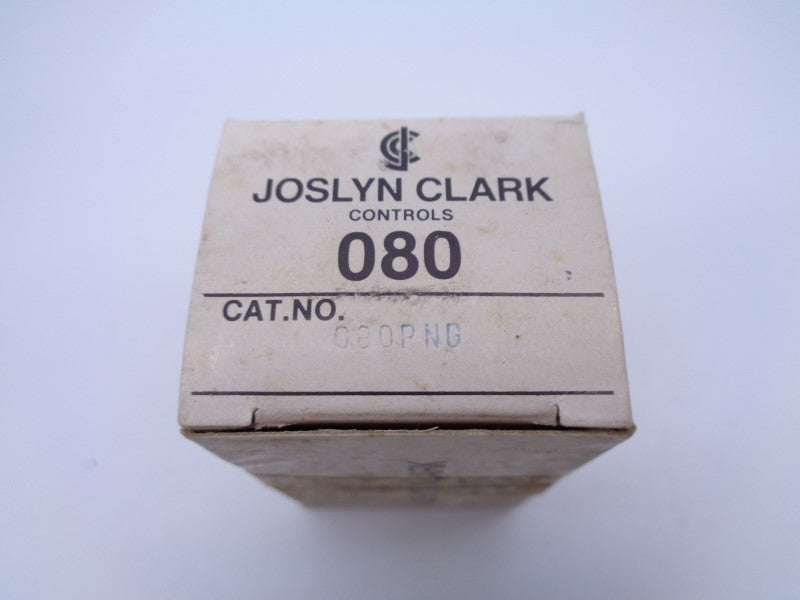 JOSLYN CLARK
CONTROLS
080
CAT.NO.
080PNG